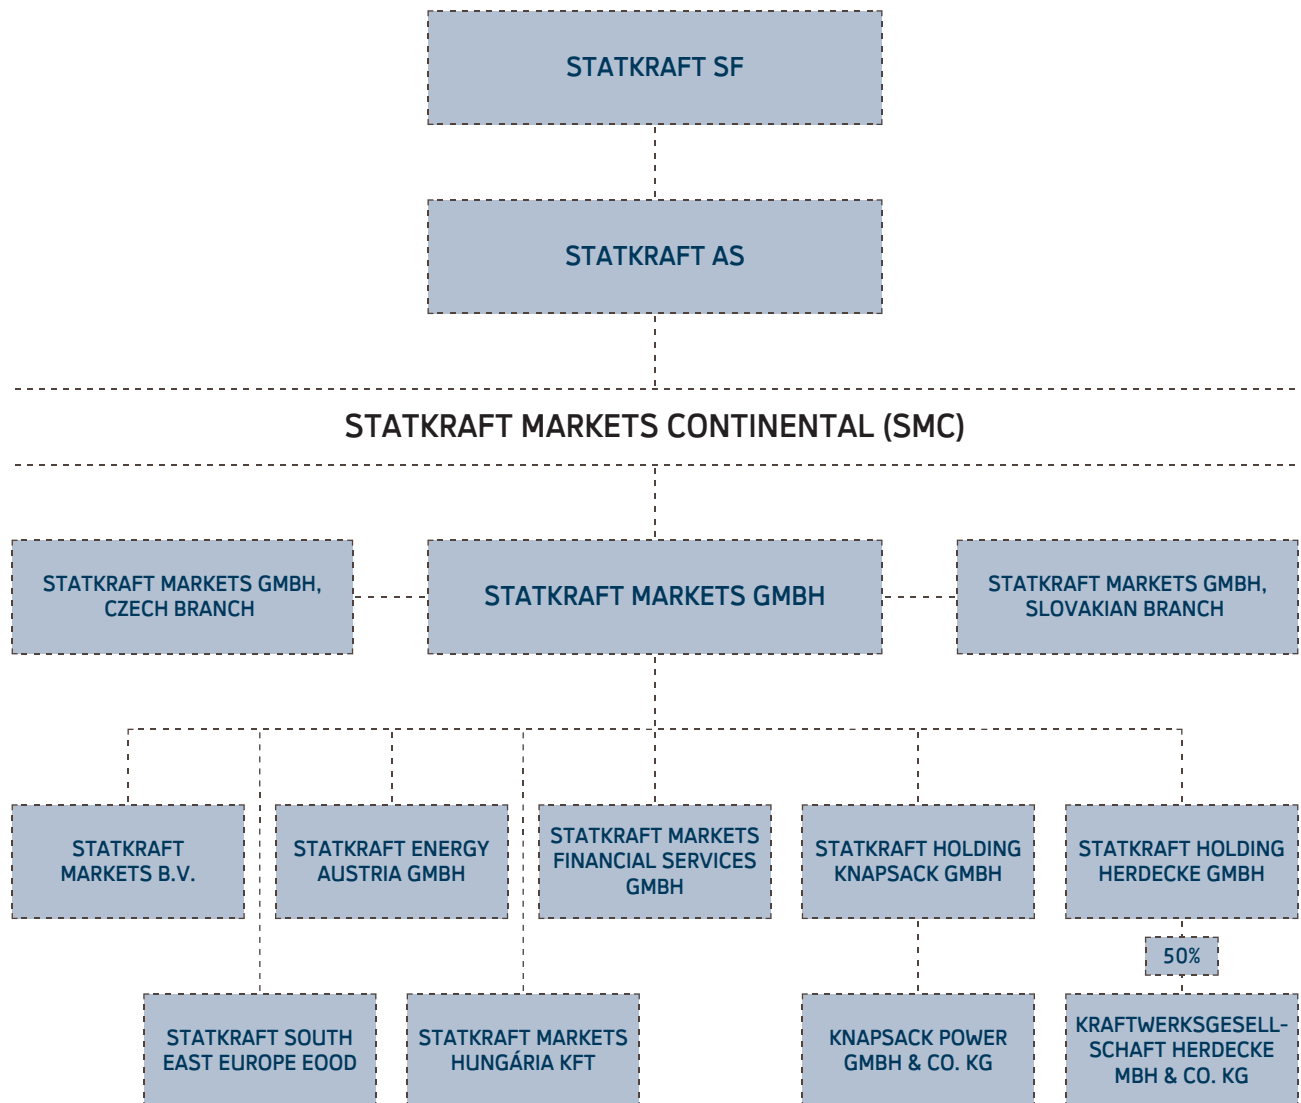 STATKRAFT SF
STATKRAFT AS
STATKRAFT MARKETS CONTINENTAL (SMC)
STATKRAFT MARKETS GMBH,
CZECH BRANCH
STATKRAFT MARKETS GMBH
STATKRAFT MARKETS GMBH,
SLOVAKIAN BRANCH
STATKRAFT
MARKETS B.V.
STATKRAFT ENERGY
AUSTRIA GMBH
STATKRAFT MARKETS
FINANCIAL SERVICES
GMBH
STATKRAFT HOLDING
KNAPSACK GMBH
STATKRAFT HOLDING
HERDECKE GMBH
50%
STATKRAFT SOUTH
EAST EUROPE EOOD
STATKRAFT MARKETS
HUNGÁRIA KFT
KNAPSACK POWER
GMBH & CO. KG
KRAFTWERKSGESELL-
SCHAFT HERDECKE
MBH & CO. KG